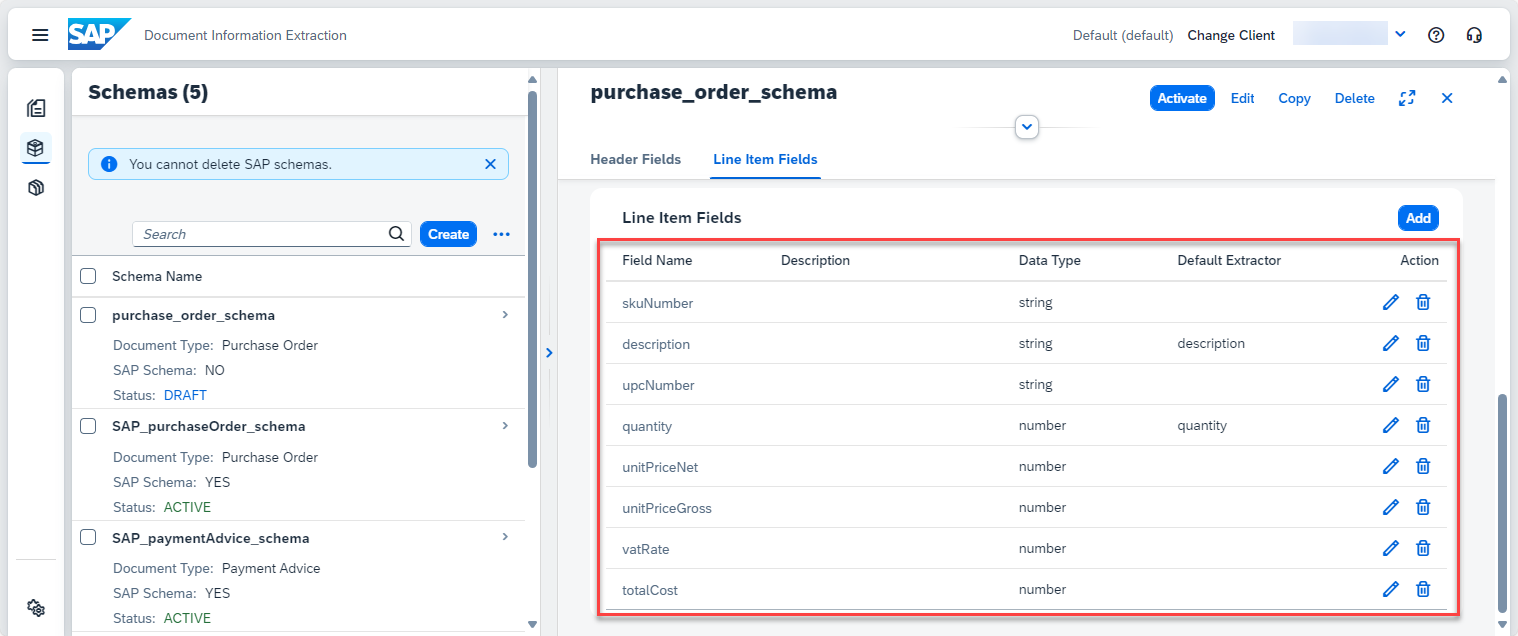 SAP Document Information Extraction Default (default) Change Client
Schemas (5)
You cannot delete SAP schemas.
Search Create
Schema Name
purchase_order_schema
Document Type: Purchase Order
SAP Schema: NO
Status: DRAFT
SAP_purchaseOrder_schema
Document Type: Purchase Order
SAP Schema: YES
Status: ACTIVE
SAP_paymentAdvice_schema
Document Type: Payment Advice
SAP Schema: YES
Status: ACTIVE
purchase_order_schema Activate Edit Copy Delete
Header Fields Line Item Fields
Line Item Fields Add
Field Name Description Data Type Default Extractor Action
skuNumber string
description string description
upcNumber string
quantity number quantity
unitPriceNet number
unitPriceGross number
vatRate number
totalCost number